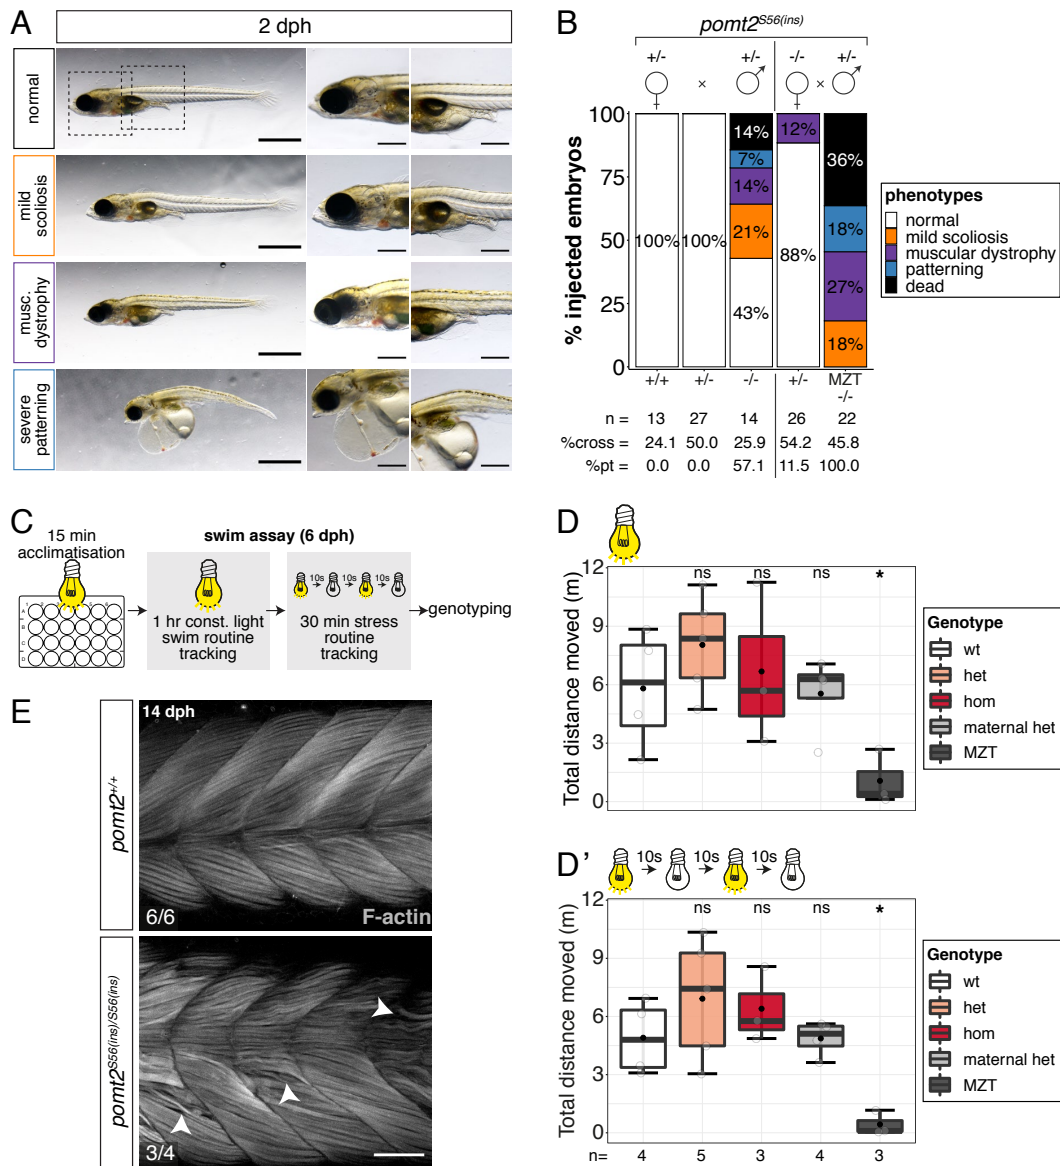 A
2 dph
normal
mild
scoliosis
musc.
dystrophy
severe
patterning
B
pomt2S56(ins)
+/-
+/-
-/-
+/-
×
×
% injected embryos
100
75
50
25
0
100%
100%
14%
7%
14%
21%
43%
12%
88%
36%
18%
27%
18%
+/+
+/-
-/-
+/-
MZT
-/-
n = 13 27 14 26 22
%cross = 24.1 50.0 25.9 54.2 45.8
%pt = 0.0 0.0 57.1 11.5 100.0
phenotypes
normal
mild scoliosis
muscular dystrophy
patterning
dead
C
15 min
acclimatisation
swim assay (6 dph)
A
B
C
D
1 hr const. light
swim routine
tracking
10s 10s 10s
30 min stress
routine
tracking
genotyping
D
Total distance moved (m)
12
9
6
3
0
ns ns ns *
Genotype
wt
het
hom
maternal het
MZT
D'
10s 10s 10s
Total distance moved (m)
12
9
6
3
0
ns ns ns *
n= 4 5 3 4 3
Genotype
wt
het
hom
maternal het
MZT
E
14 dph
pomt2+/+
6/6
F-actin
pomt2S56(ins)/S56(ins)
3/4